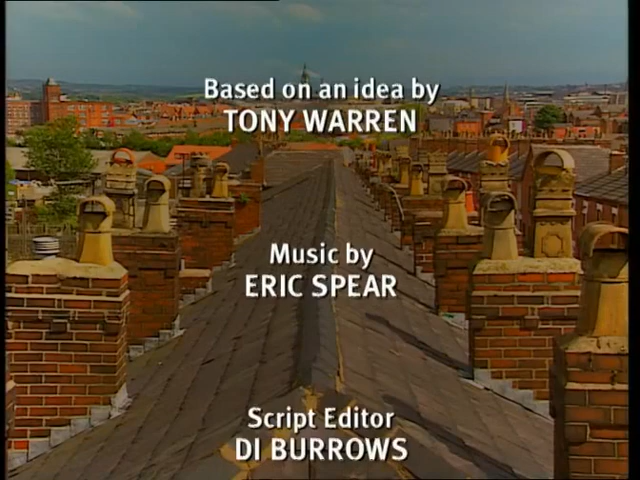 Based on an idea by
TONY WARREN
Music by
ERIC SPEAR
Script Editor
DI BURROWS